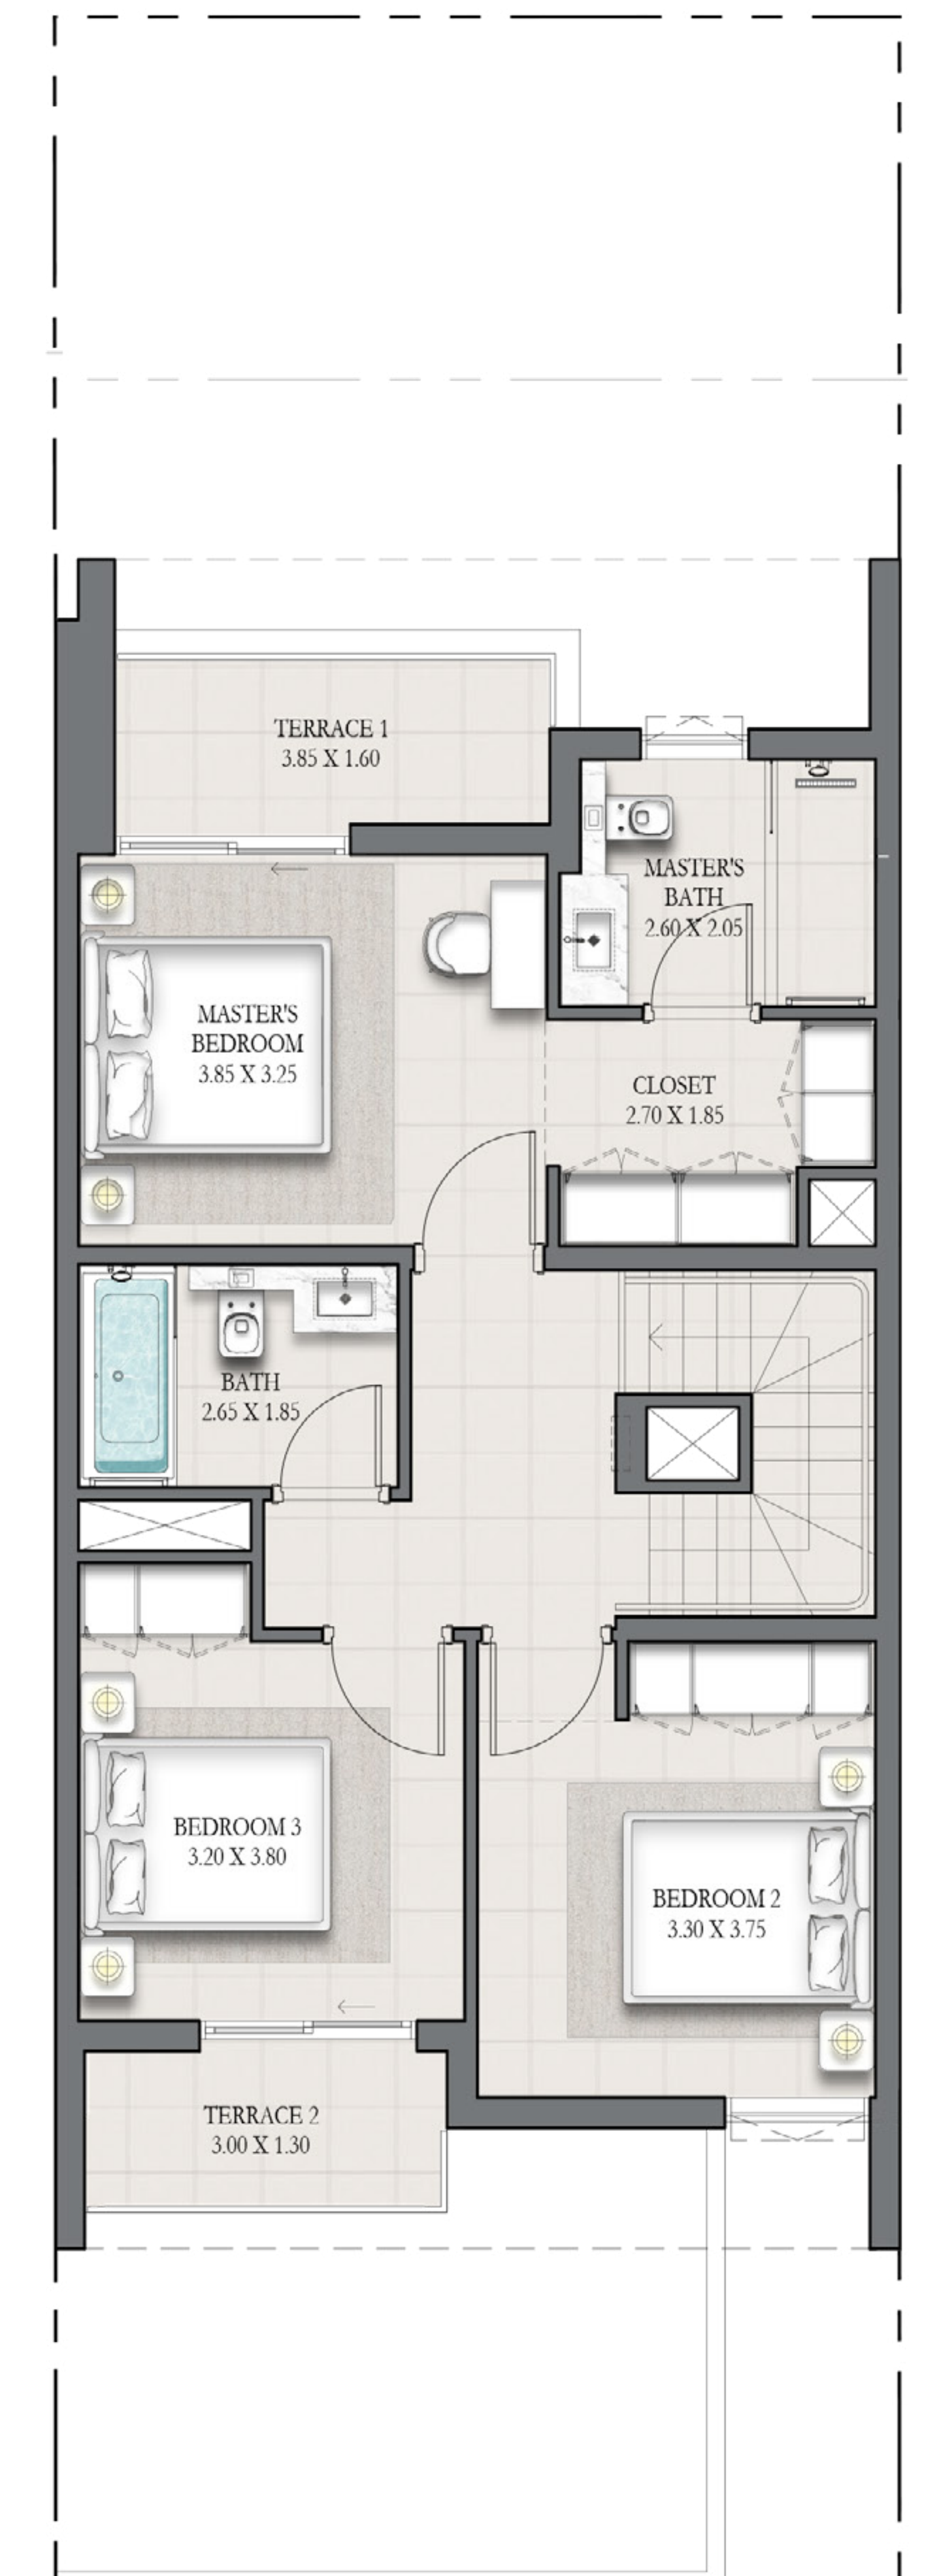 TERRACE 1
3.85 X 1.60
MASTER'S
BATH
2.60 X 2.05
MASTER'S
BEDROOM
3.85 X 3.25
CLOSET
2.70 X 1.85
BATH
2.65 X 1.85
BEDROOM 3
3.20 X 3.80
BEDROOM 2
3.30 X 3.75
TERRACE 2
3.00 X 1.30